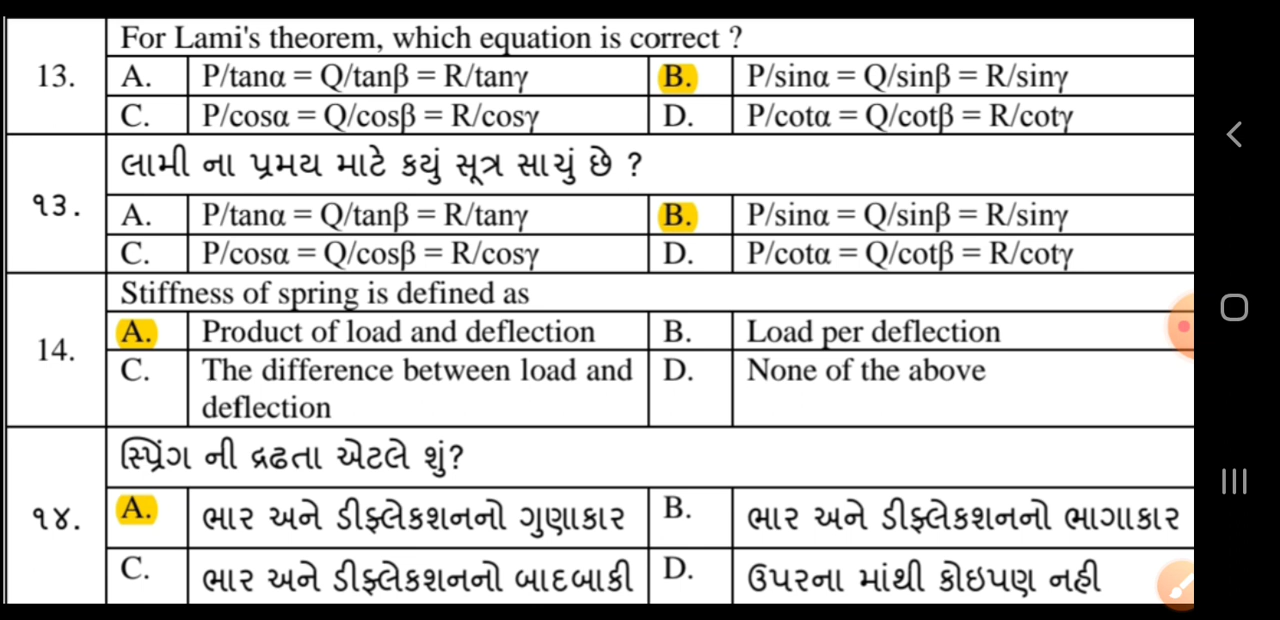 For Lami's theorem, which equation is correct ?
13. A. P/tanα = Q/tanβ = R/tanγ B. P/sinα = Q/sinβ = R/sinγ
C. P/cosα = Q/cosβ = R/cosγ D. P/cotα = Q/cotβ = R/cotγ
લામી ના પ્રમય માટે કયું સૂત્ર સાચું છે ?
૧૩. A. P/tanα = Q/tanβ = R/tanγ B. P/sinα = Q/sinβ = R/sinγ
C. P/cosα = Q/cosβ = R/cosγ D. P/cotα = Q/cotβ = R/cotγ
Stiffness of spring is defined as
14. A. Product of load and deflection B. Load per deflection
C. The difference between load and D. None of the above
deflection
સ્પ્રિંગ ની દ્રઢતા એટલે શું?
૧૪. A. ભાર અને ડીફ્લેકશનનો ગુણાકાર B. ભાર અને ડીફ્લેકશનનો ભાગાકાર
C. ભાર અને ડીફ્લેકશનનો બાદબાકી D. ઉપરના માંથી કોઇપણ નહી